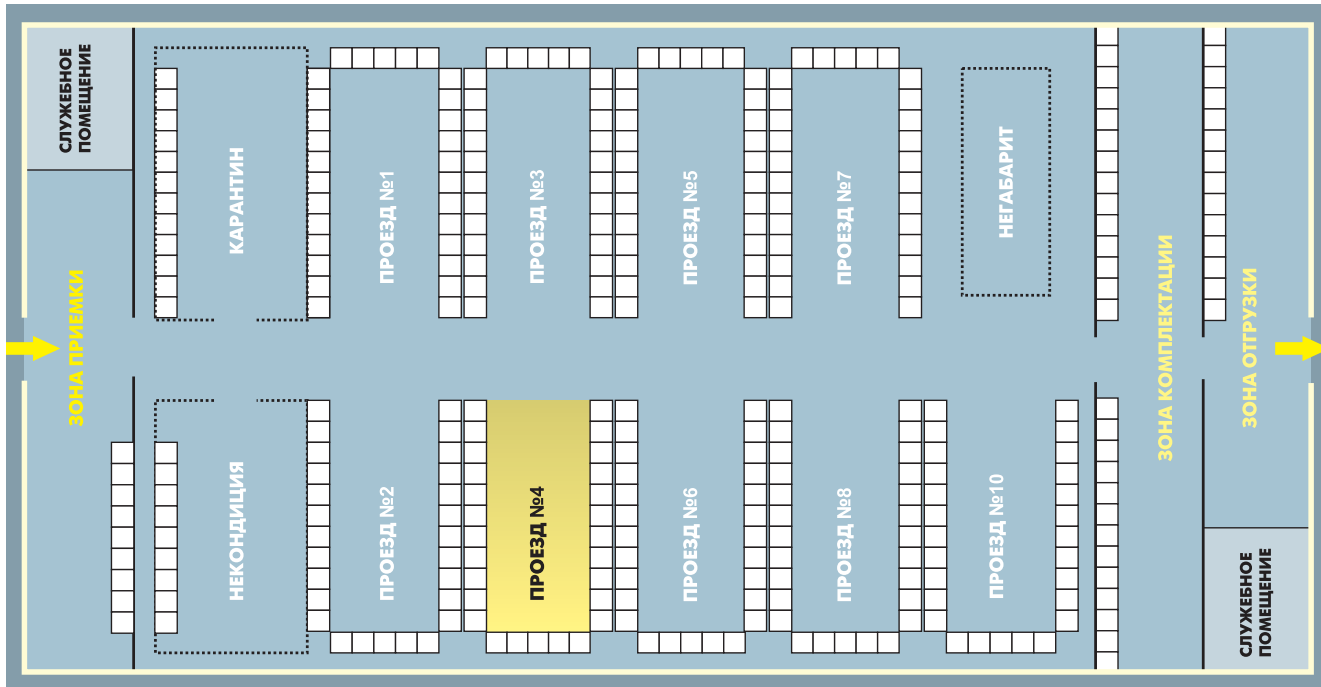 СЛУЖЕБНОЕ
ПОМЕЩЕНИЕ
ЗОНА ПРИЕМКИ
КАРАНТИН
ПРОЕЗД №1
ПРОЕЗД №3
ПРОЕЗД №5
ПРОЕЗД №7
НЕГАБАРИТ
НЕКОНДИЦИЯ
ПРОЕЗД №2
ПРОЕЗД №4
ПРОЕЗД №6
ПРОЕЗД №8
ПРОЕЗД №10
ЗОНА КОМПЛЕКТАЦИИ
ЗОНА ОТГРУЗКИ
СЛУЖЕБНОЕ
ПОМЕЩЕНИЕ